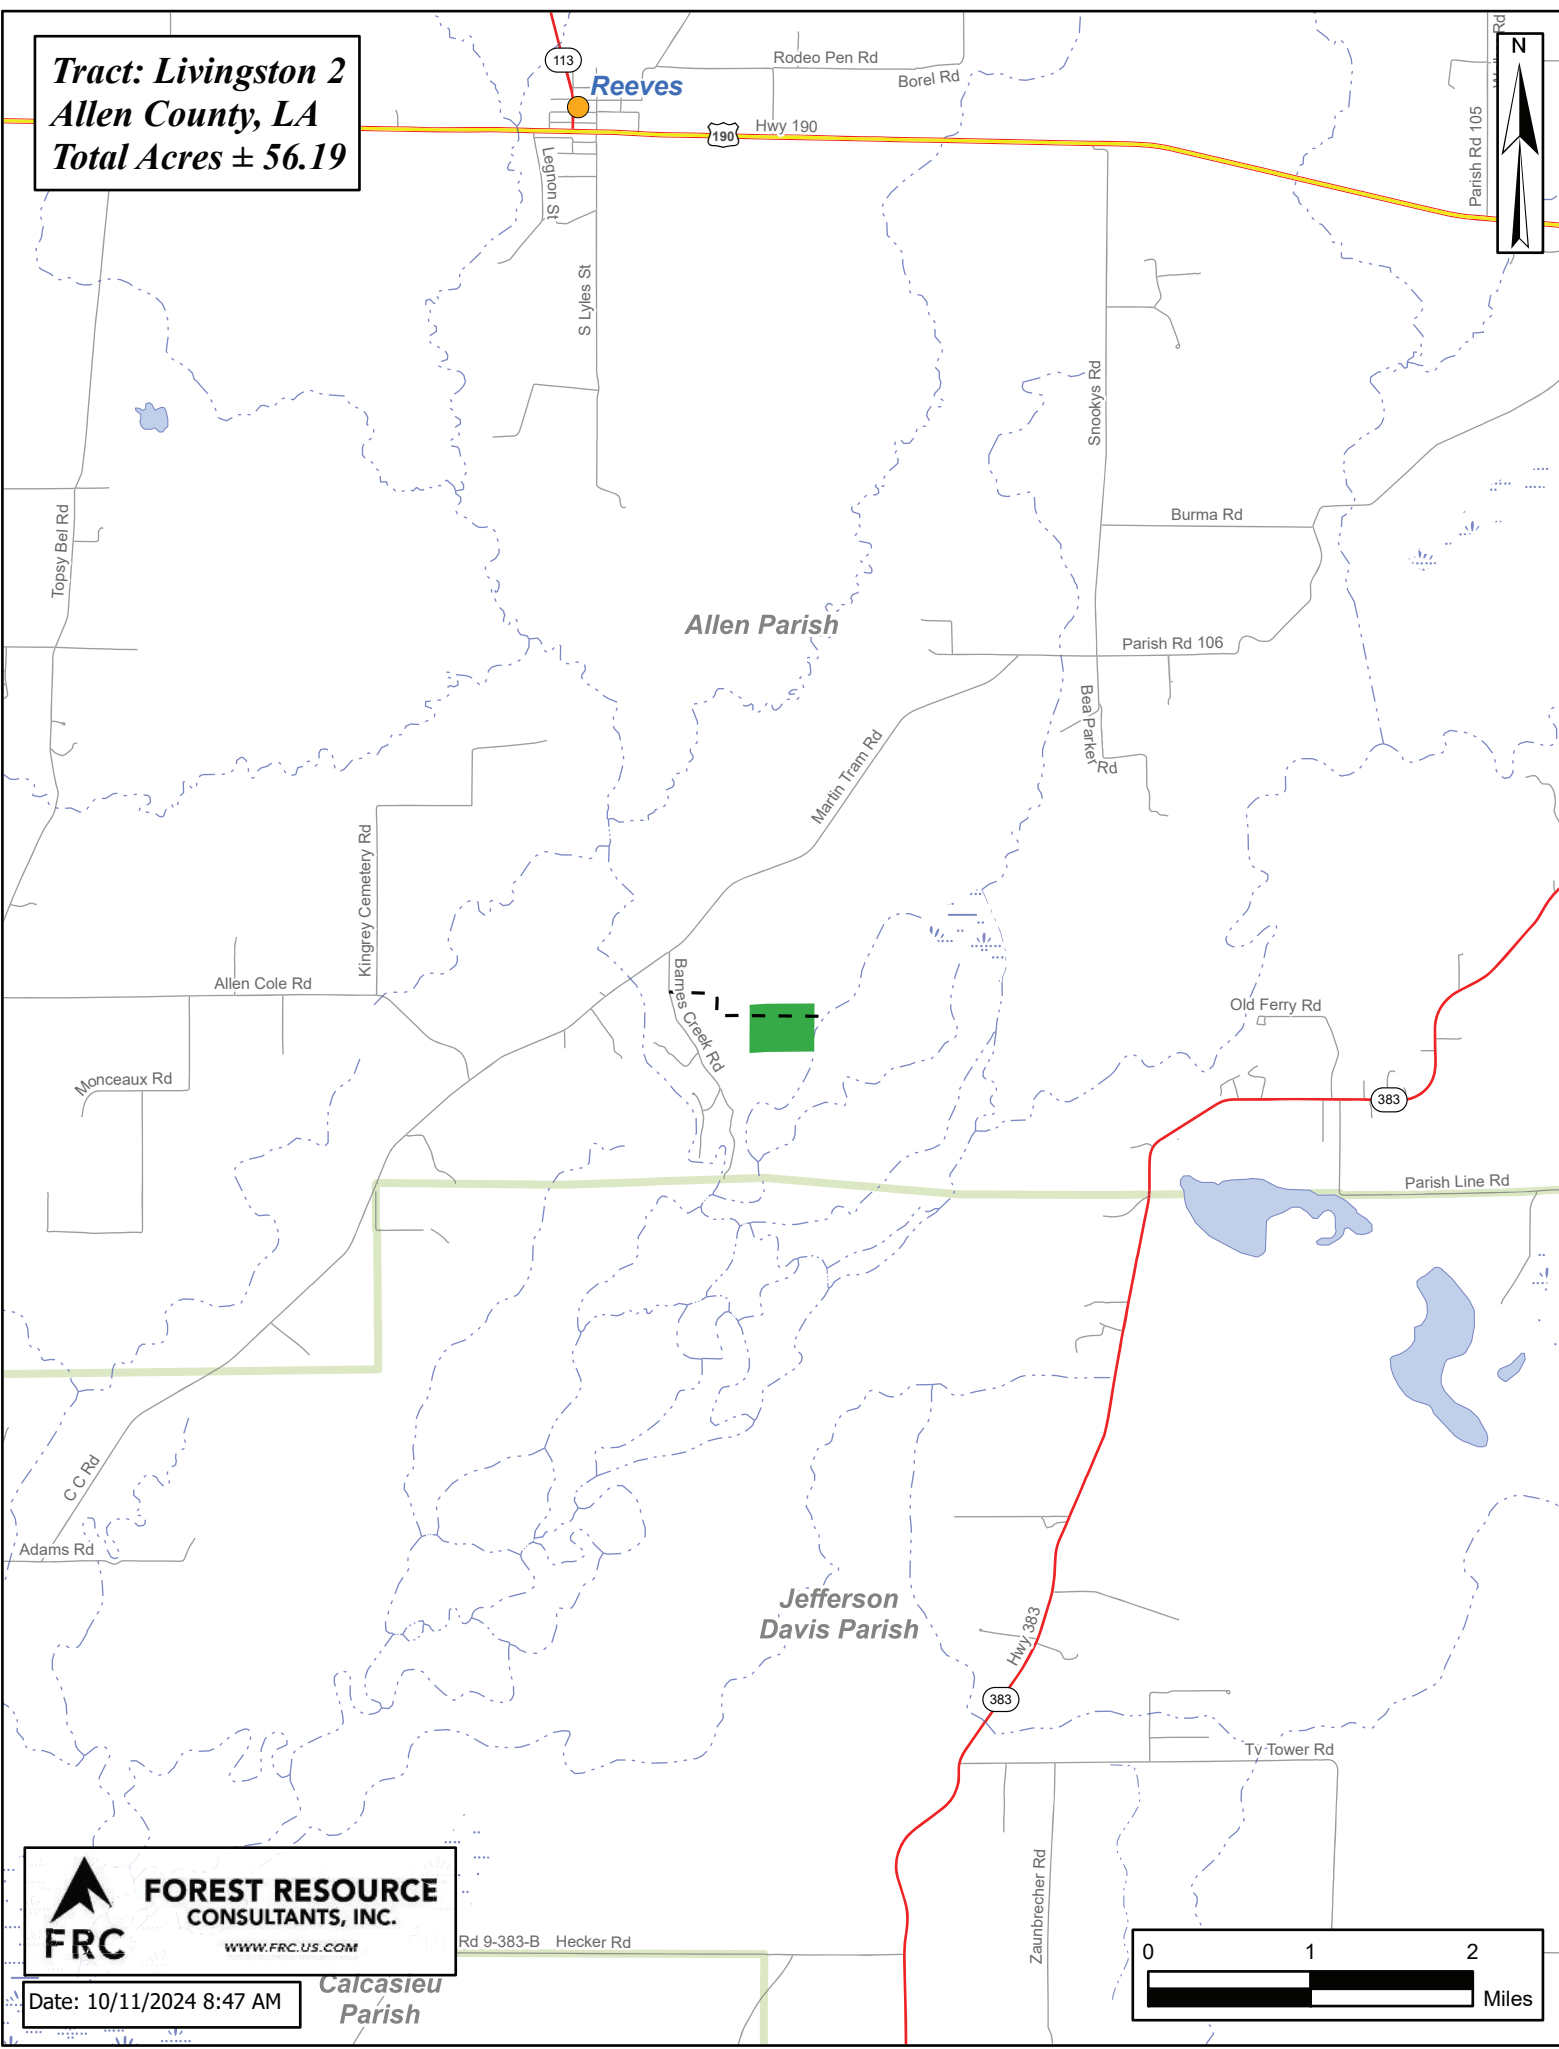 Tract: Livingston 2
Allen County, LA
Total Acres ± 56.19
113
Reeves
Rodeo Pen Rd
Borel Rd
Hwy 190
190
N
Parish Rd 105
Legnon St
S Lyles St
Snookys Rd
Topsy Bel Rd
Burma Rd
Allen Parish
Parish Rd 106
Bea Parker Rd
Martin Tram Rd
Kingrey Cemetery Rd
Allen Cole Rd
Barnes Creek Rd
Old Ferry Rd
Monceaux Rd
383
Parish Line Rd
C C Rd
Adams Rd
Jefferson
Davis Parish
Hwy 383
383
Tv Tower Rd
Zaunbrecher Rd
FRC
FOREST RESOURCE
CONSULTANTS, INC.
WWW.FRC.US.COM
Rd 9-383-B
Hecker Rd
Calcasieu
Parish
Date: 10/11/2024 8:47 AM
0 1 2
Miles